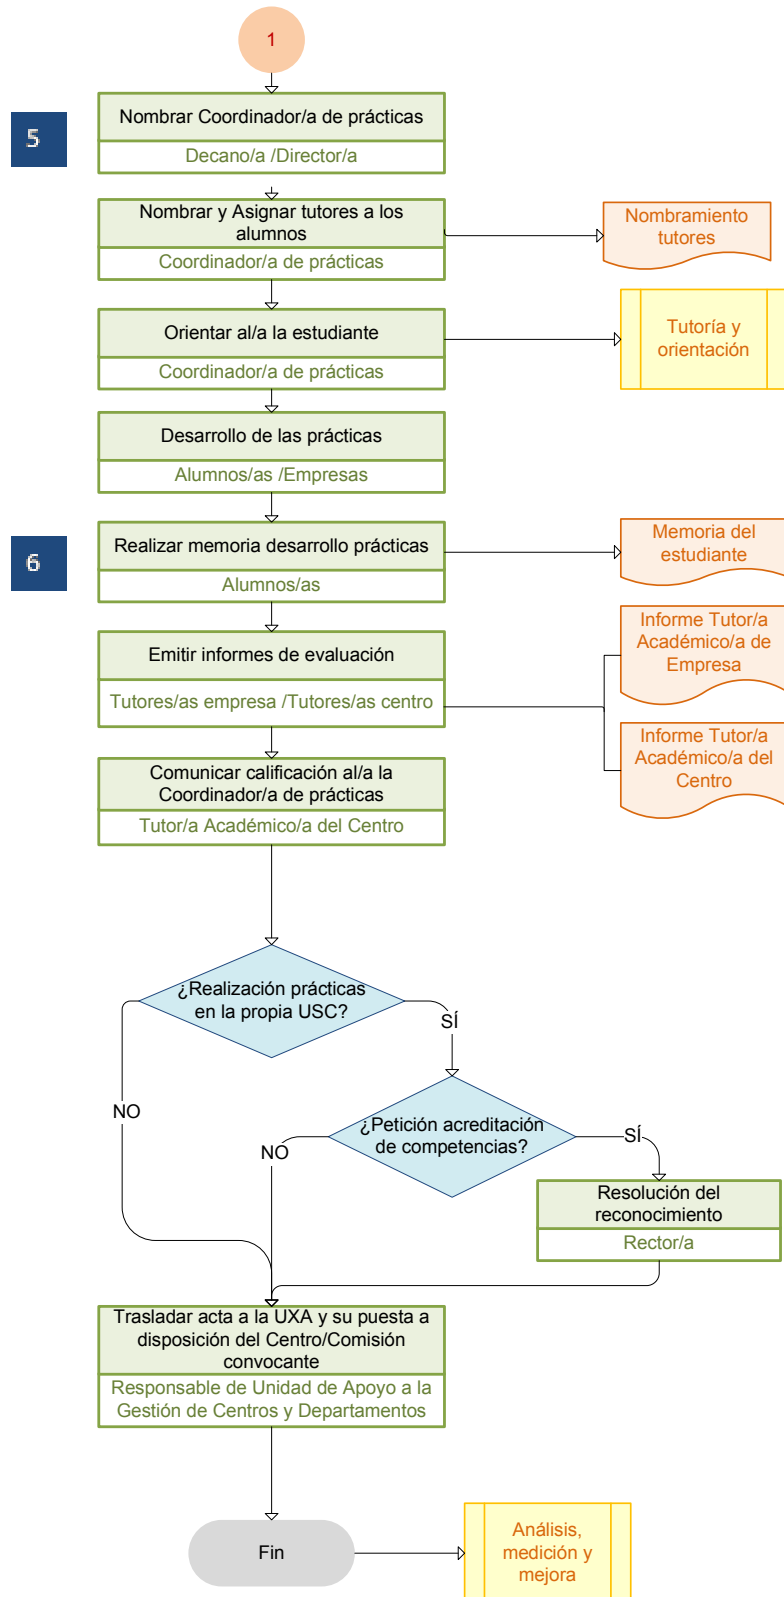 1
5
Nombrar Coordinador/a de prácticas
Decano/a /Director/a
Nombrar y Asignar tutores a los
alumnos
Coordinador/a de prácticas
Nombramiento
tutores
Orientar al/a la estudiante
Coordinador/a de prácticas
Tutoría y
orientación
Desarrollo de las prácticas
Alumnos/as /Empresas
6
Realizar memoria desarrollo prácticas
Alumnos/as
Memoria del
estudiante
Emitir informes de evaluación
Tutores/as empresa /Tutores/as centro
Informe Tutor/a
Académico/a de
Empresa
Informe Tutor/a
Académico/a del
Centro
Comunicar calificación al/a la
Coordinador/a de prácticas
Tutor/a Académico/a del Centro
¿Realización prácticas
en la propia USC?
SÍ
NO
¿Petición acreditación
de competencias?
SÍ
NO
Resolución del
reconocimiento
Rector/a
Trasladar acta a la UXA y su puesta a
disposición del Centro/Comisión
convocante
Responsable de Unidad de Apoyo a la
Gestión de Centros y Departamentos
Fin
Análisis,
medición y
mejora